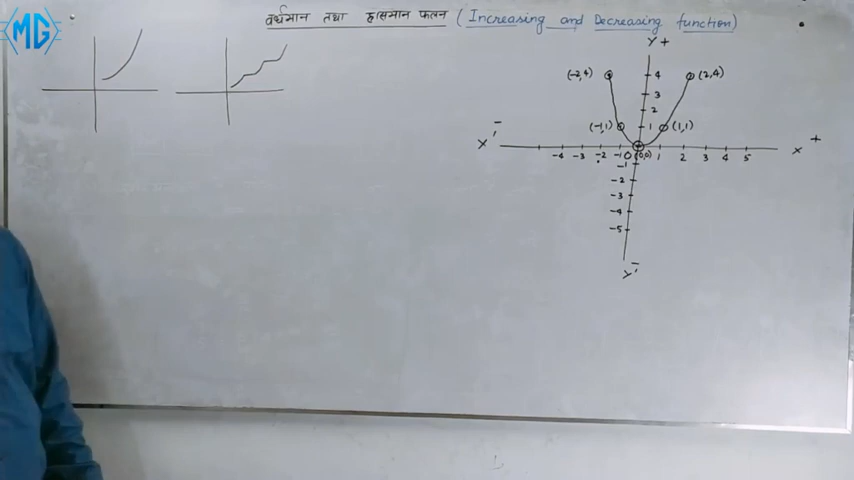 MG
वर्धमान तथा ह्रासमान फलन (Increasing and Decreasing function)
Y+
(-2,4) 4 (2,4)
3
2
(-1,1) 1 (1,1)
X'- X+
-4 -3 -2 -1 0 (0,0) 1 2 3 4 5
-1
-2
-3
-4
-5
Y'-